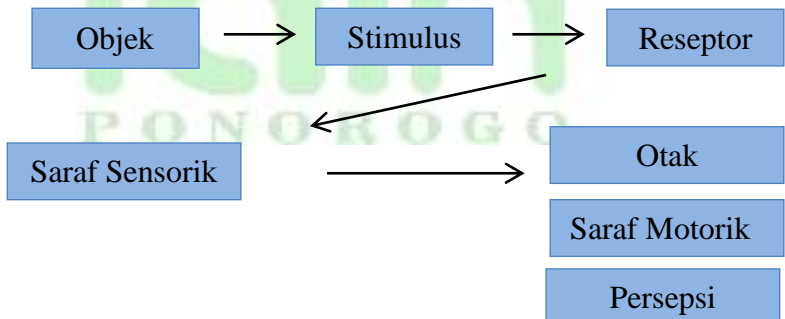 Objek
Stimulus
Reseptor
PONOROGO
Saraf Sensorik
Otak
Saraf Motorik
Persepsi